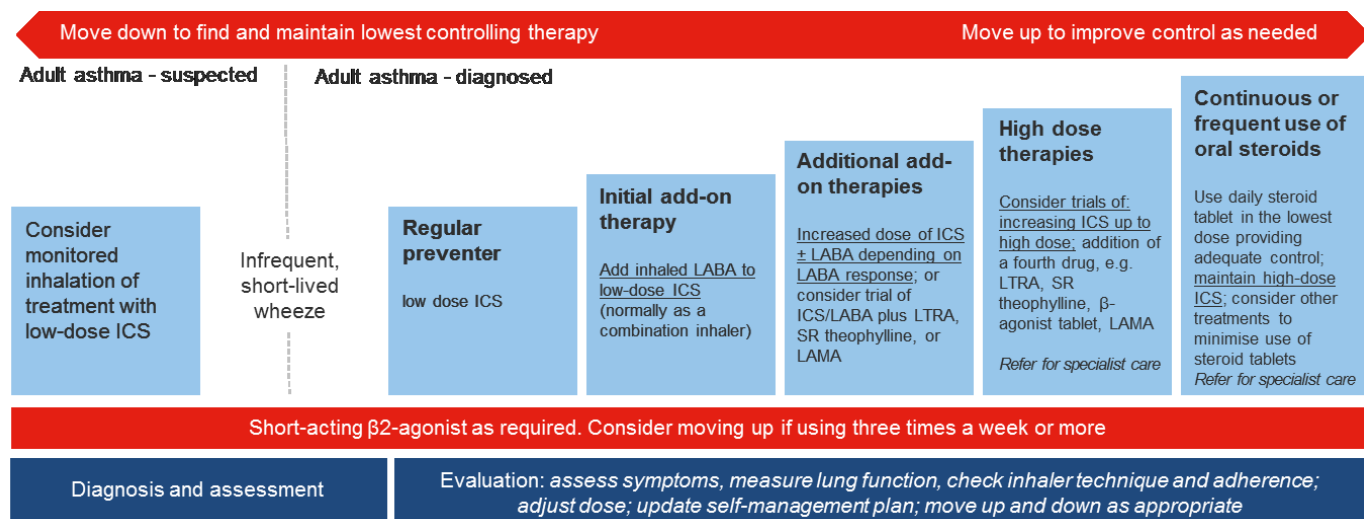 Move down to find and maintain lowest controlling therapy
Move up to improve control as needed
Adult asthma - suspected
Adult asthma - diagnosed
Consider
monitored
inhalation of
treatment with
low-dose ICS
Infrequent,
short-lived
wheeze
Regular
preventer
low dose ICS
Initial add-on
therapy
Add inhaled LABA to
low-dose ICS
(normally as a
combination inhaler)
Additional add-
on therapies
Increased dose of ICS
± LABA depending on
LABA response; or
consider trial of
ICS/LABA plus LTRA,
SR theophylline, or
LAMA
High dose
therapies
Consider trials of:
increasing ICS up to
high dose; addition of
a fourth drug, e.g.
LTRA, SR
theophylline, β-
agonist tablet, LAMA
Refer for specialist care
Continuous or
frequent use of
oral steroids
Use daily steroid
tablet in the lowest
dose providing
adequate control;
maintain high-dose
ICS; consider other
treatments to
minimise use of
steroid tablets
Refer for specialist care
Short-acting β2-agonist as required. Consider moving up if using three times a week or more
Diagnosis and assessment
Evaluation: assess symptoms, measure lung function, check inhaler technique and adherence;
adjust dose; update self-management plan; move up and down as appropriate